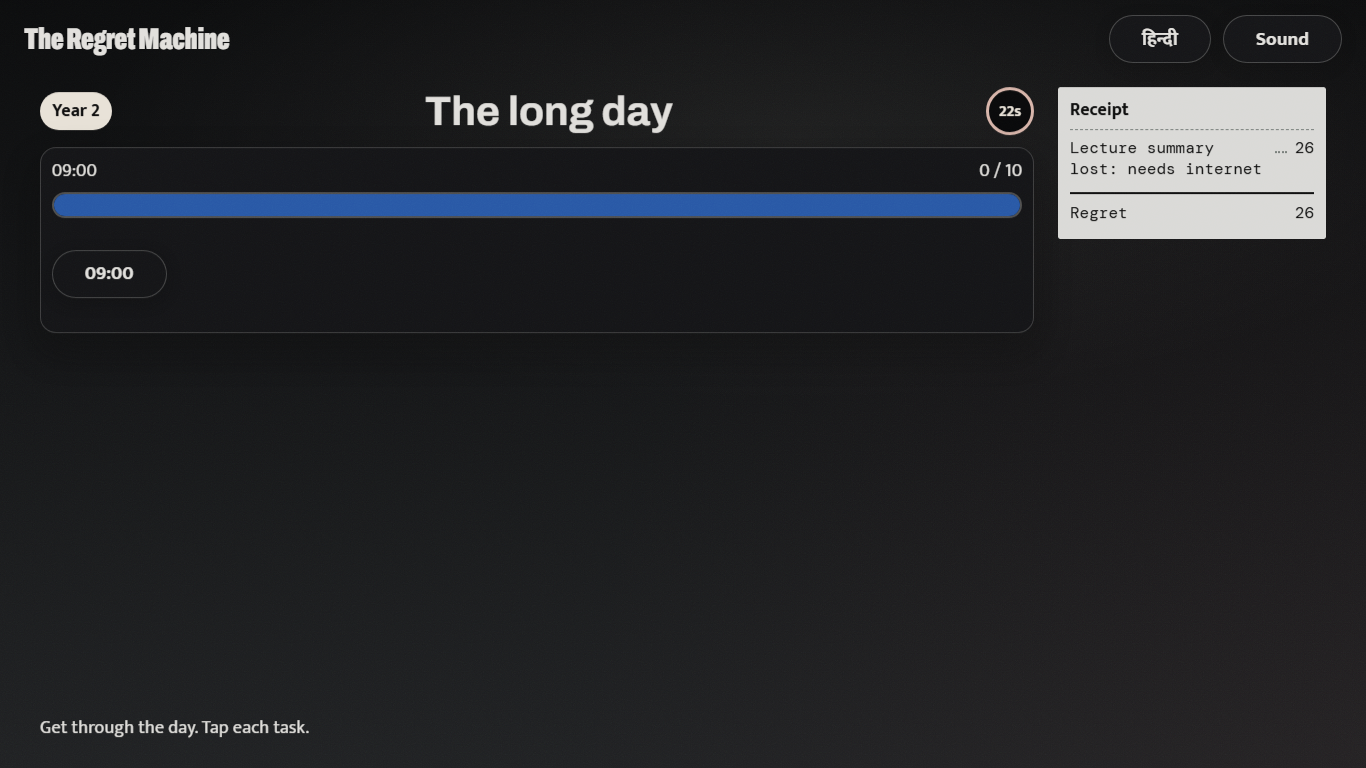 The Regret Machine
हिन्दी
Sound
Year 2
The long day
22s
09:00
0 / 10
09:00
Receipt
Lecture summary .... 26
lost: needs internet
Regret 26
Get through the day. Tap each task.